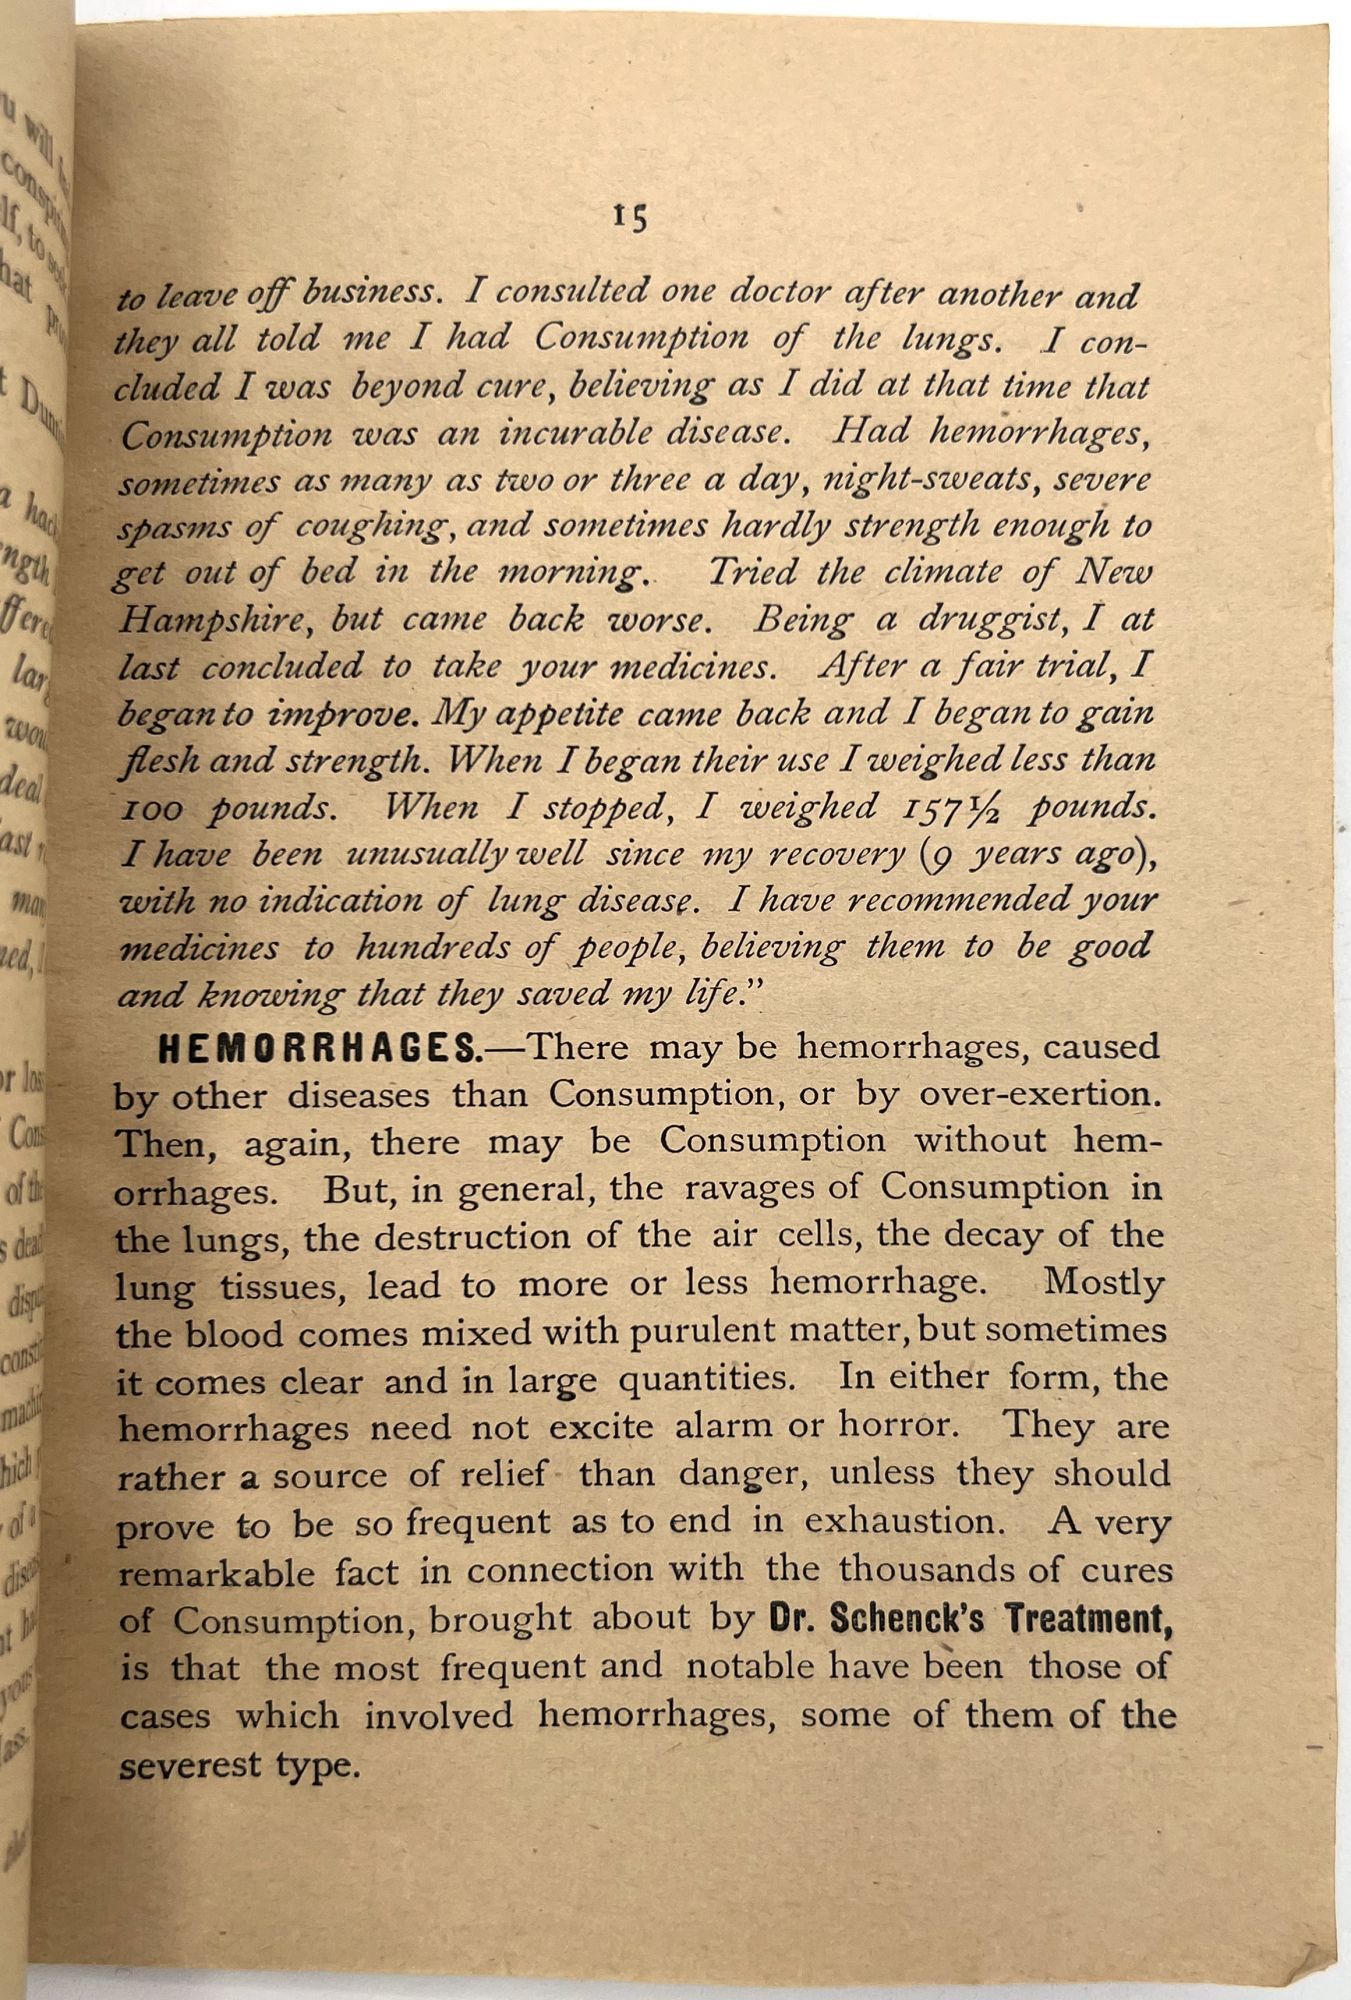 15
to leave off business. I consulted one doctor after another and
they all told me I had Consumption of the lungs. I con-
cluded I was beyond cure, believing as I did at that time that
Consumption was an incurable disease. Had hemorrhages,
sometimes as many as two or three a day, night-sweats, severe
spasms of coughing, and sometimes hardly strength enough to
get out of bed in the morning. Tried the climate of New
Hampshire, but came back worse. Being a druggist, I at
last concluded to take your medicines. After a fair trial, I
began to improve. My appetite came back and I began to gain
flesh and strength. When I began their use I weighed less than
100 pounds. When I stopped, I weighed 157½ pounds.
I have been unusually well since my recovery (9 years ago),
with no indication of lung disease. I have recommended your
medicines to hundreds of people, believing them to be good
and knowing that they saved my life."
HEMORRHAGES.—There may be hemorrhages, caused
by other diseases than Consumption, or by over-exertion.
Then, again, there may be Consumption without hem-
orrhages. But, in general, the ravages of Consumption in
the lungs, the destruction of the air cells, the decay of the
lung tissues, lead to more or less hemorrhage. Mostly
the blood comes mixed with purulent matter, but sometimes
it comes clear and in large quantities. In either form, the
hemorrhages need not excite alarm or horror. They are
rather a source of relief than danger, unless they should
prove to be so frequent as to end in exhaustion. A very
remarkable fact in connection with the thousands of cures
of Consumption, brought about by Dr. Schenck's Treatment,
is that the most frequent and notable have been those of
cases which involved hemorrhages, some of them of the
severest type.